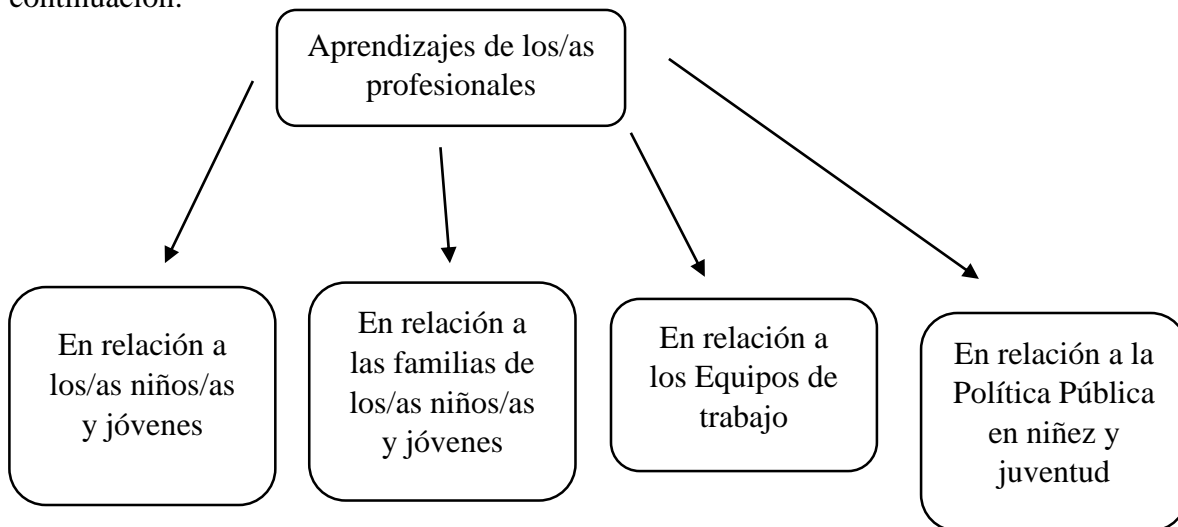 continuación.
Aprendizajes de los/as
profesionales
En relación a
los/as niños/as
y jóvenes
En relación a
las familias de
los/as niños/as
y jóvenes
En relación a
los Equipos de
trabajo
En relación a la
Política Pública
en niñez y
juventud